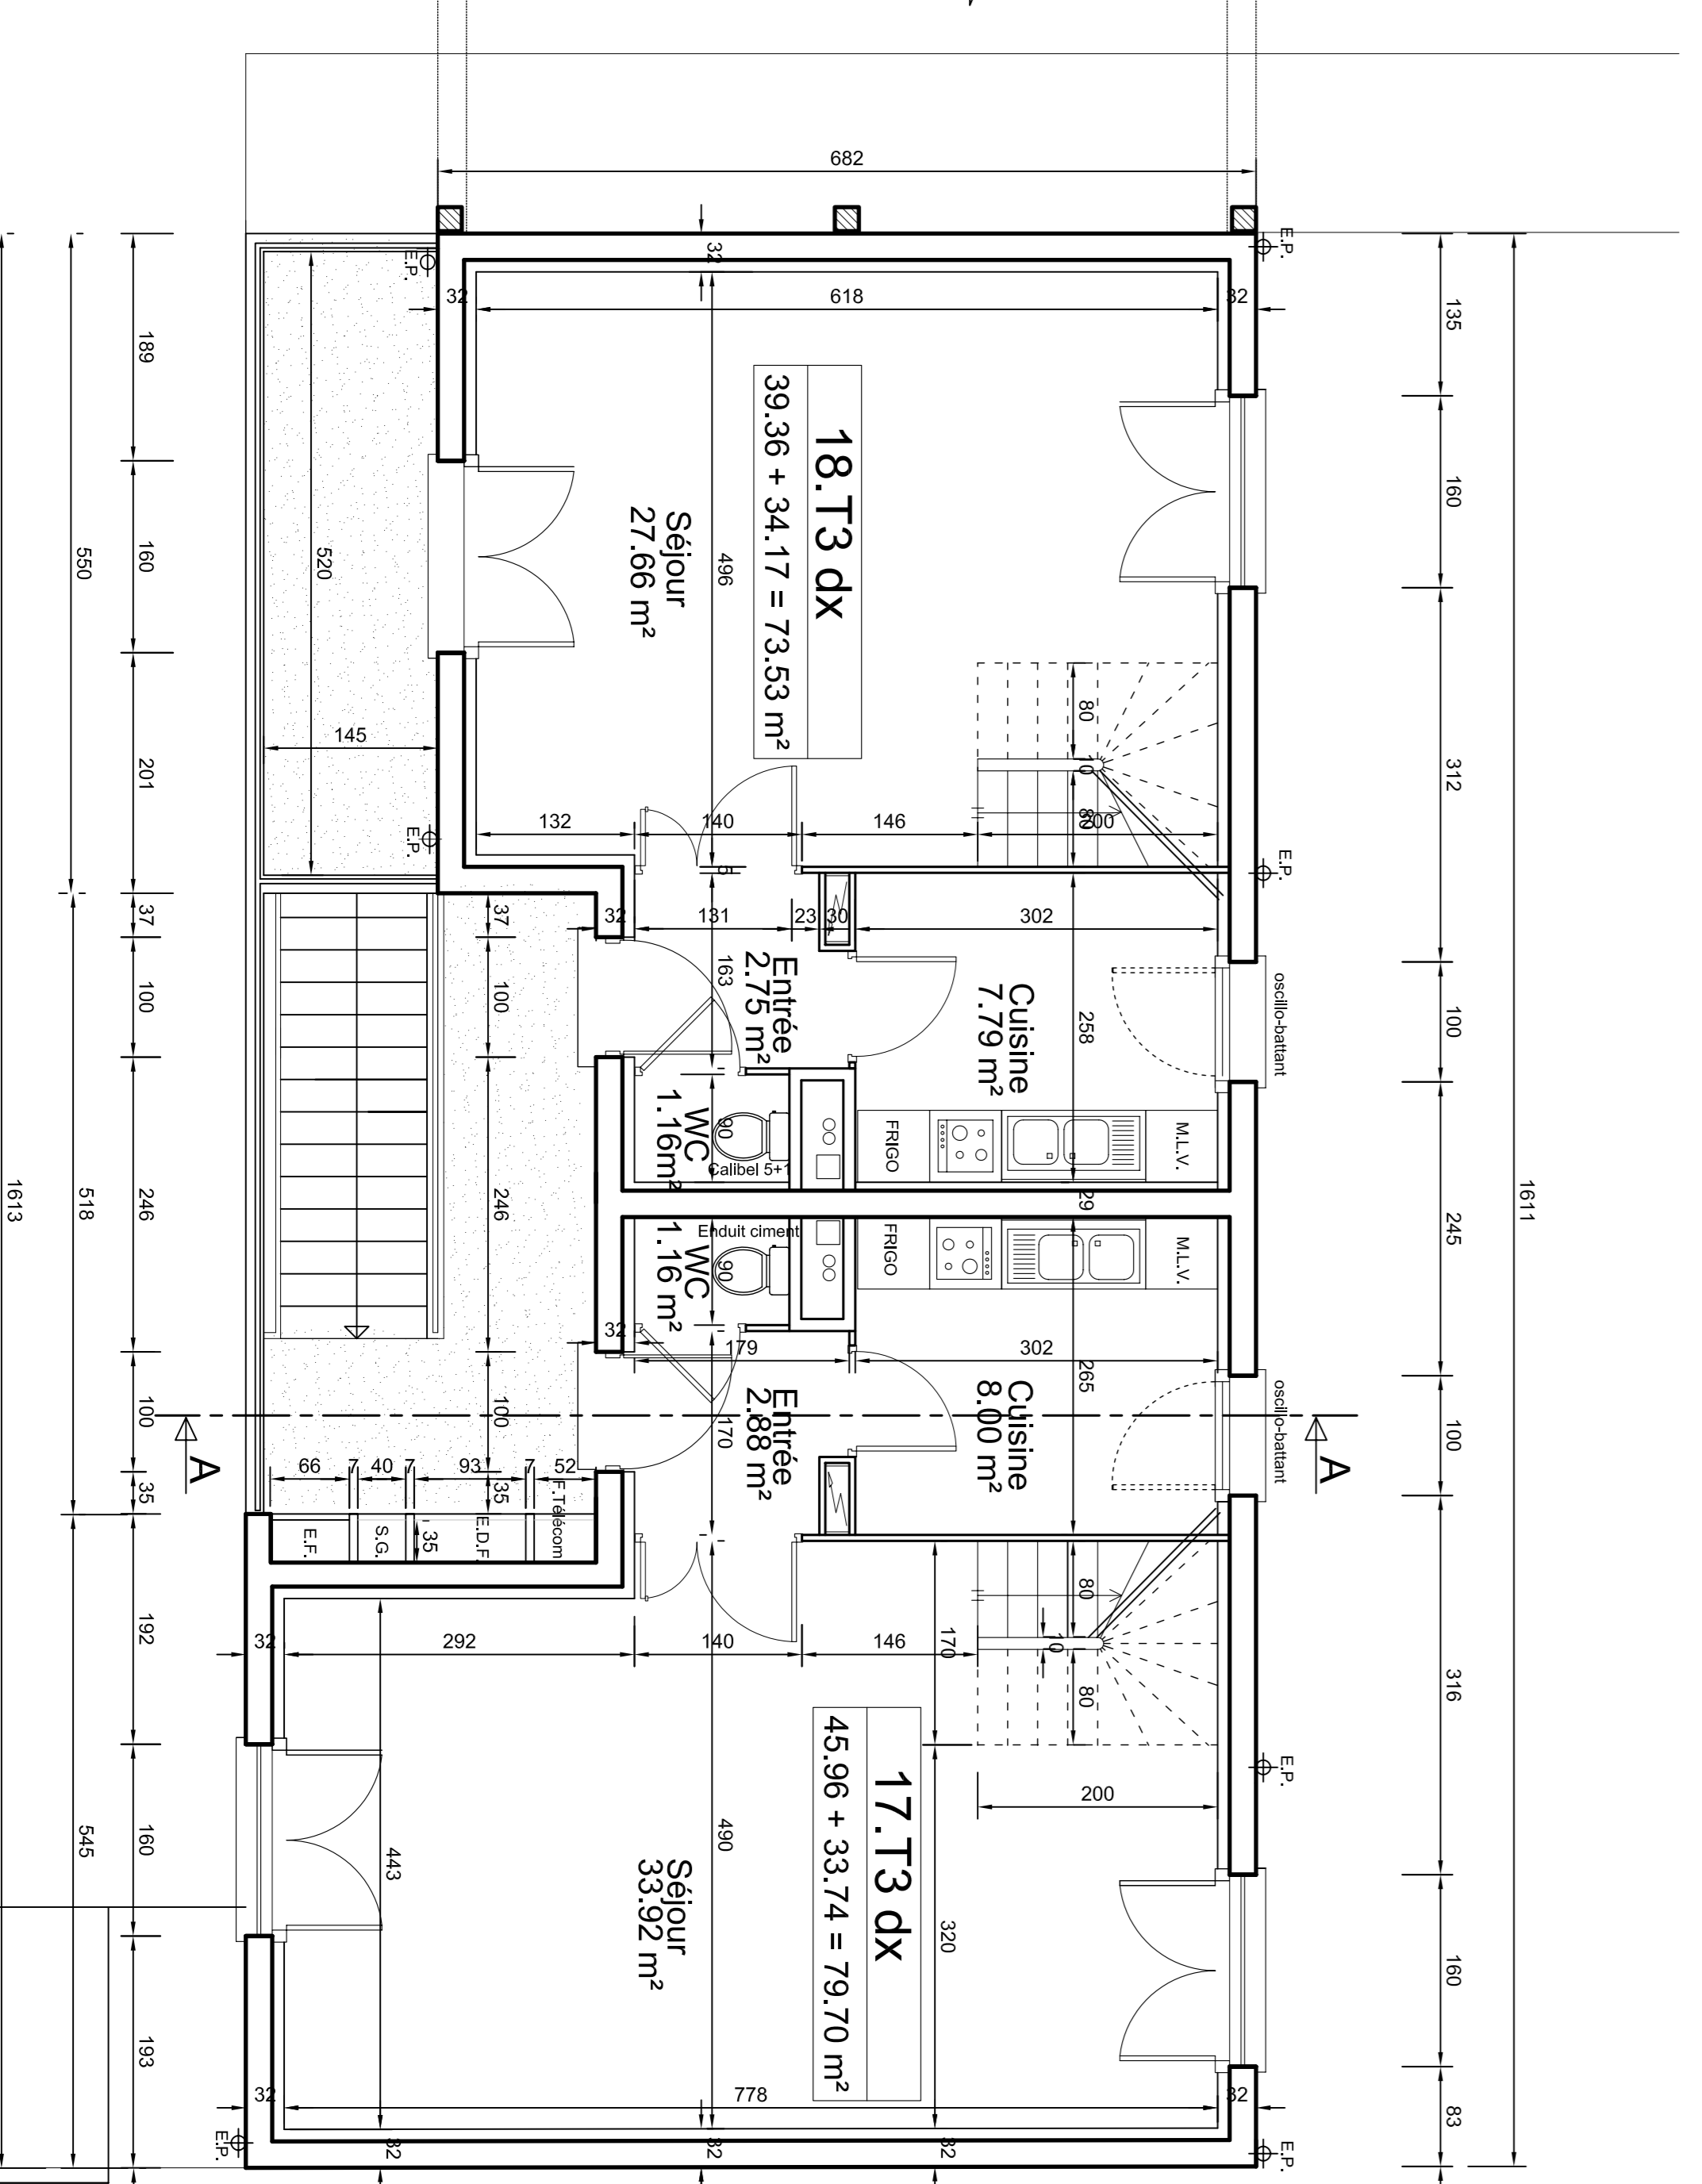 682
E.P.
E.P.
32
32
618
32
135
189
160
312
100
245
1611
18.T3 dx
39.36 + 34.17 = 73.53 m²
Séjour
27.66 m²
496
520
145
160
550
201
80
10
80
200
132
140
146
5
E.P.
E.P.
37
37
32
131
23
30
302
163
Entrée
2.75 m²
Cuisine
7.79 m²
258
oscillo-battant
100
100
WC
1.16m²
90
Calibel 5+1
FRIGO
M.L.V.
29
246
246
518
1613
WC
1.16 m²
90
Enduit ciment
FRIGO
M.L.V.
32
179
302
265
170
Entrée
2.88 m²
Cuisine
8.00 m²
oscillo-battant
100
100
100
A
A
66
7
40
7
93
7
52
35
35
E.F.
S.G.
35
E.D.F.
F.Télécom
192
316
32
292
140
146
170
80
10
80
E.P.
200
17.T3 dx
45.96 + 33.74 = 79.70 m²
Séjour
33.92 m²
490
443
320
160
160
545
193
83
32
778
32
E.P.
E.P.
32
32
32